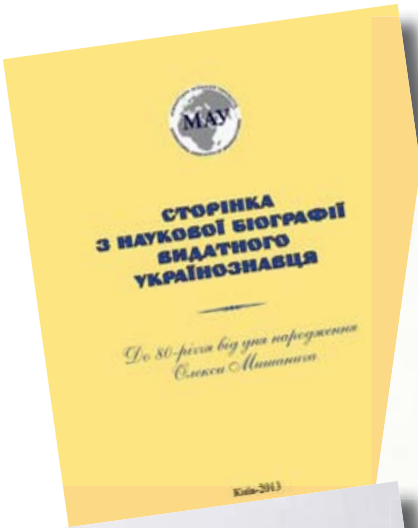 МАУ
СТОРІНКА
З НАУКОВОЇ БІОГРАФІЇ
ВИДАТНОГО
УКРАЇНОЗНАВЦЯ
До 80-річчя від дня народження
Олекси Мишанича
Київ-2013